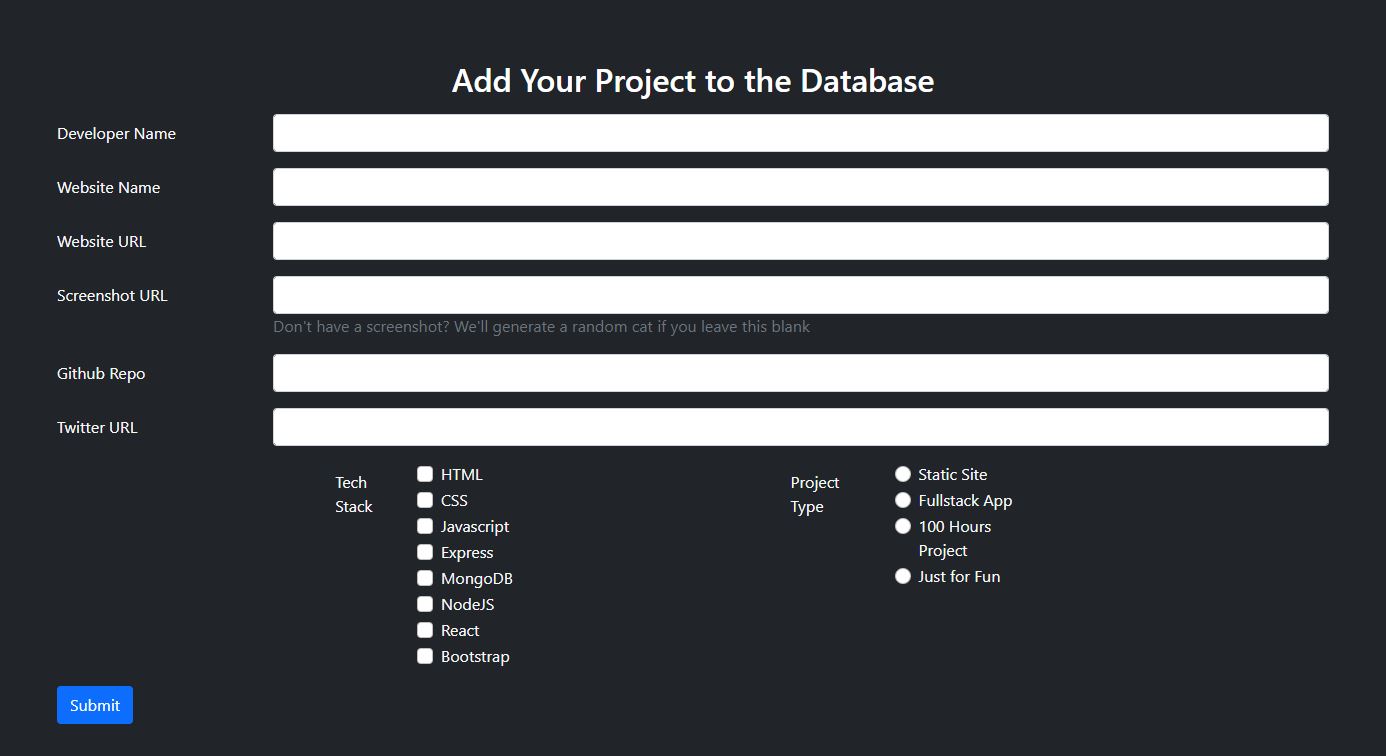 Add Your Project to the Database
Developer Name
Website Name
Website URL
Screenshot URL
Don't have a screenshot? We'll generate a random cat if you leave this blank
Github Repo
Twitter URL
Tech
Stack
HTML
CSS
Javascript
Express
MongoDB
NodeJS
React
Bootstrap
Project
Type
Static Site
Fullstack App
100 Hours
Project
Just for Fun
Submit